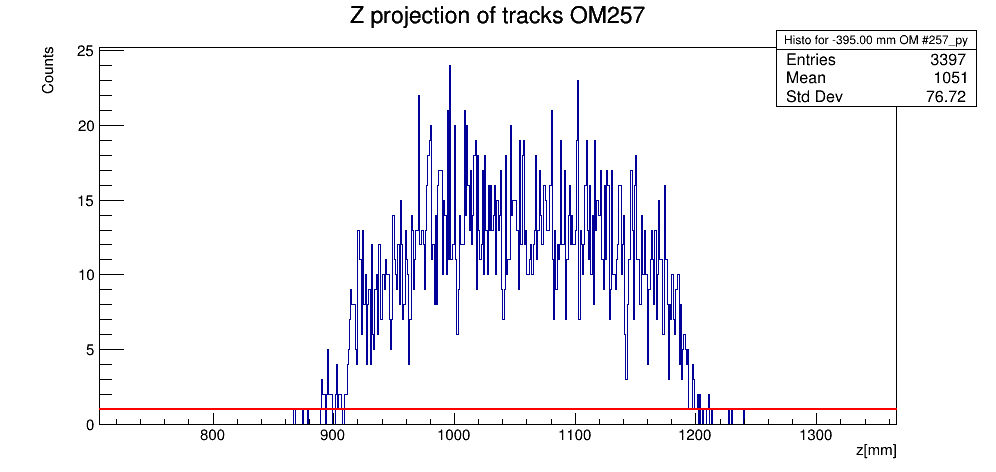 Z projection of tracks OM257
Histo for -395.00 mm OM #257_py
Entries 3397
Mean 1051
Std Dev 76.72
Counts
25
20
15
10
5
0
800 900 1000 1100 1200 1300
z[mm]